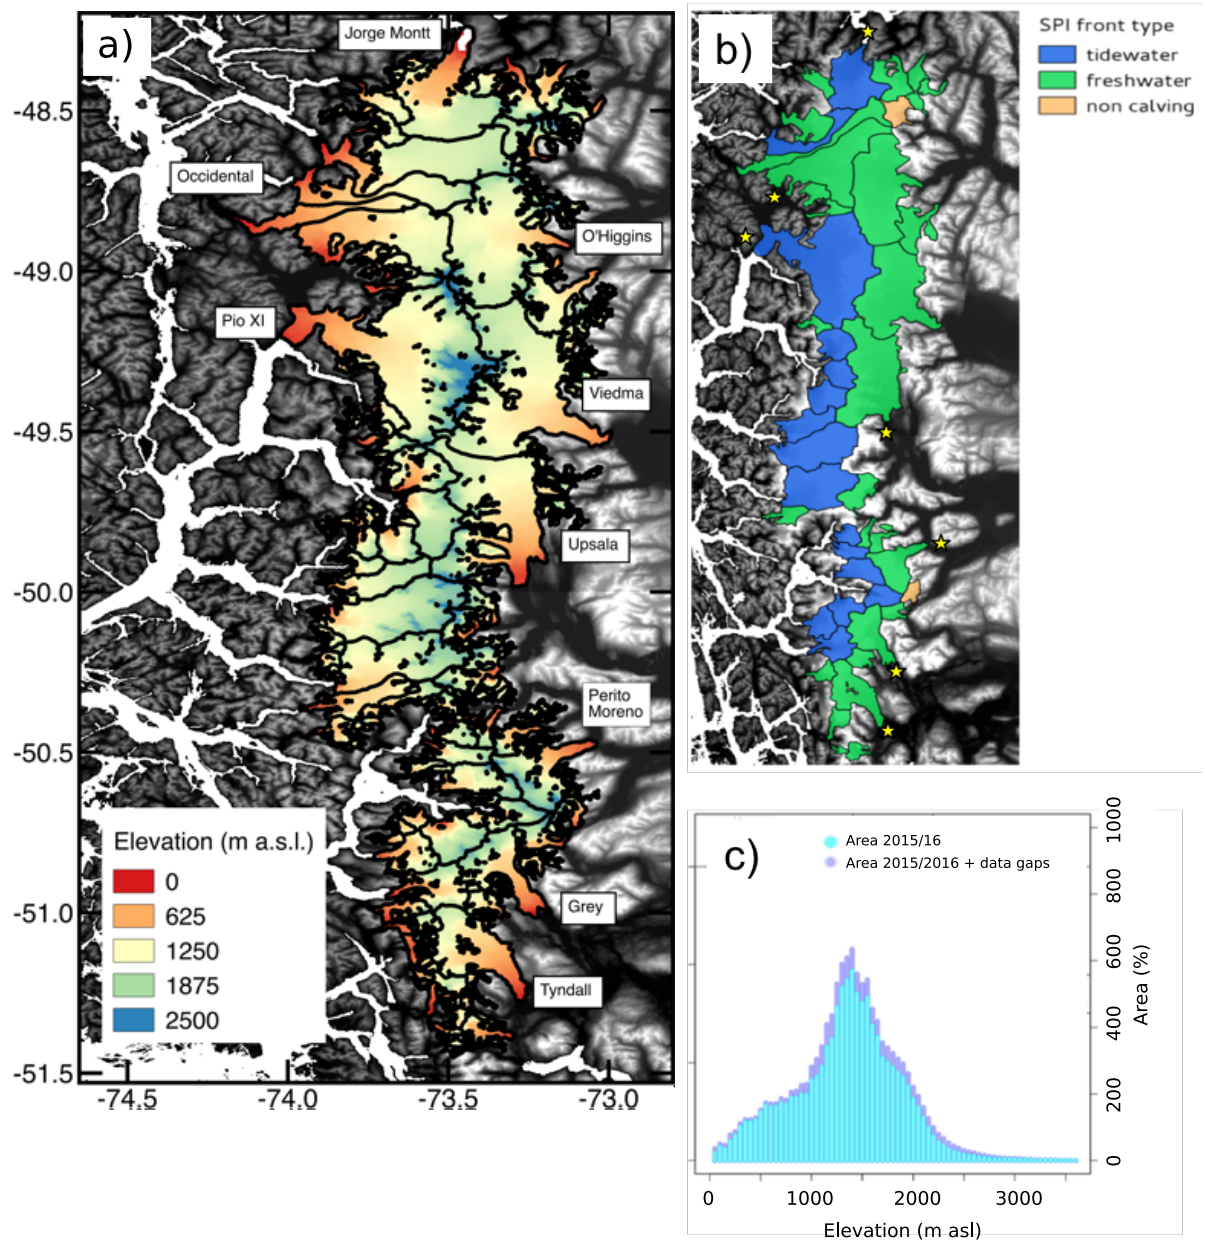 a)
Jorge Montt
Occidental
O'Higgins
Pio XI
Viedma
Upsala
Perito
Moreno
Grey
Tyndall
-48.5
-49.0
-49.5
-50.0
-50.5
-51.0
-51.5
Elevation (m a.s.l.)
0
625
1250
1875
2500
-74.5
-74.0
-73.5
-73.0
b)
SPI front type
tidewater
freshwater
non calving
c)
Area 2015/16
Area 2015/2016 + data gaps
1000
800
600
400
200
0
Area (%)
0
1000
2000
3000
Elevation (m asl)